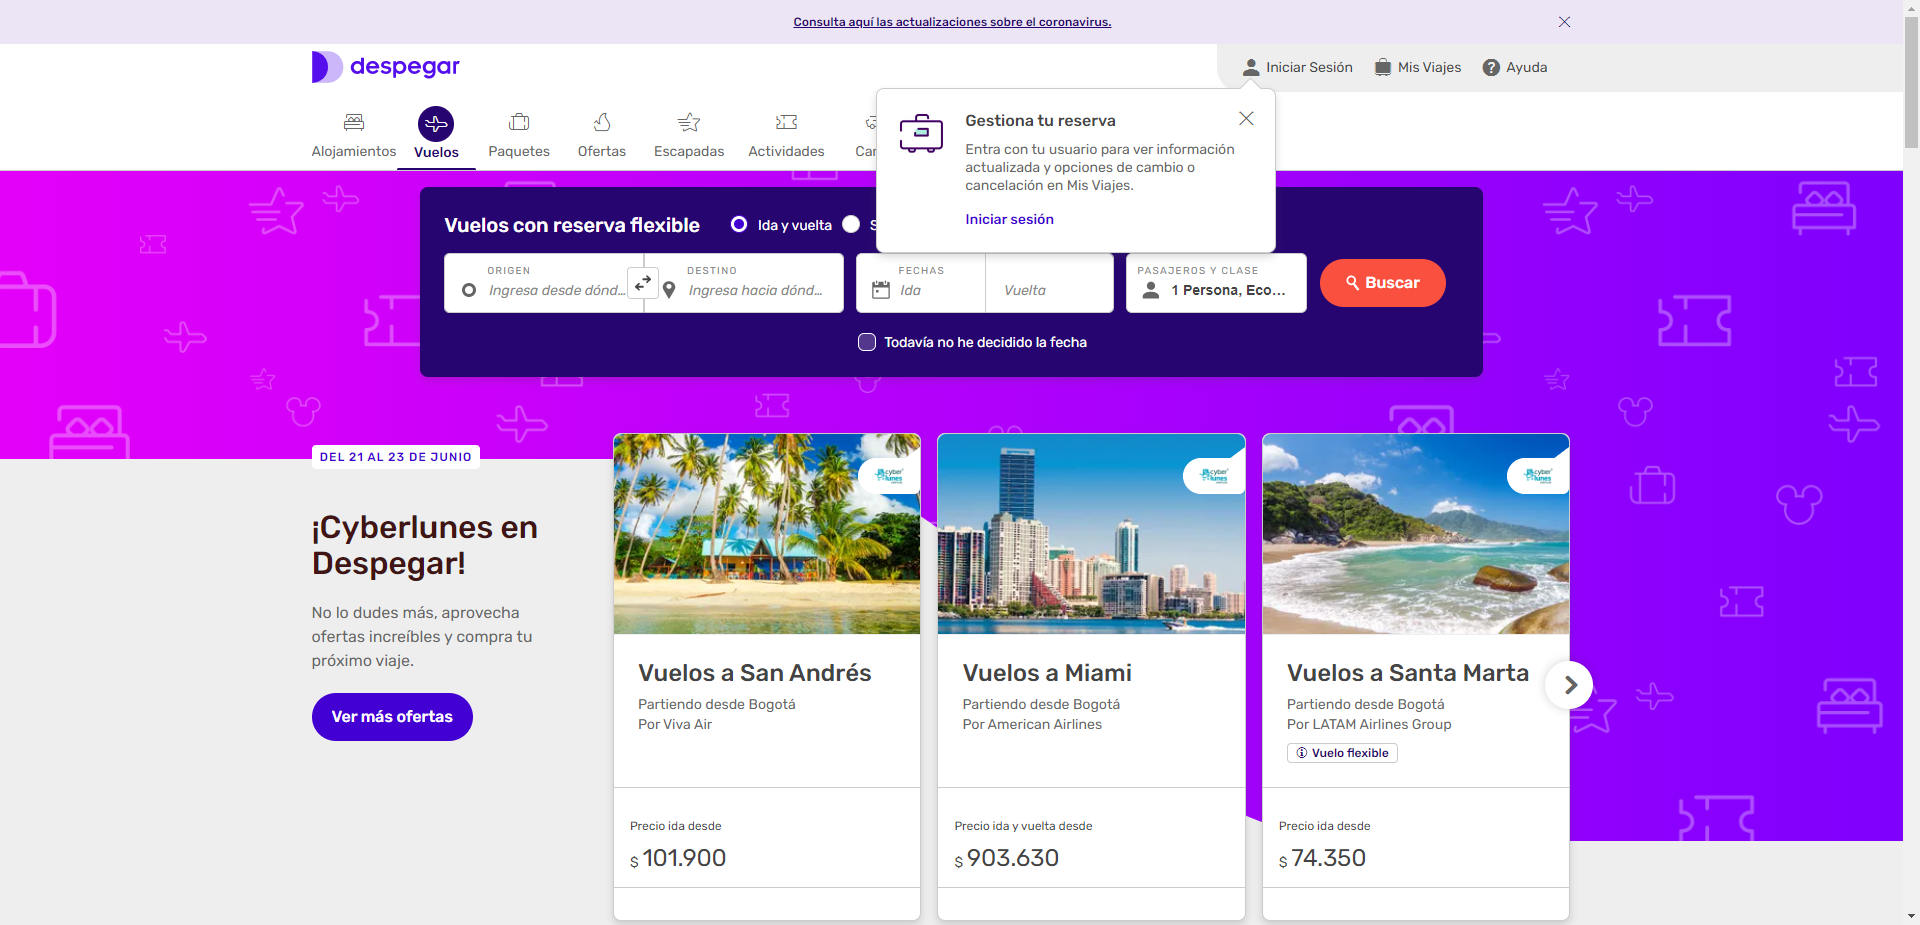 Consulta aquí las actualizaciones sobre el coronavirus.
despegar
Iniciar Sesión
Mis Viajes
Ayuda
Alojamientos
Vuelos
Paquetes
Ofertas
Escapadas
Actividades
Gestiona tu reserva
Entra con tu usuario para ver información
actualizada y opciones de cambio o
cancelación en Mis Viajes.
Iniciar sesión
Vuelos con reserva flexible
Ida y vuelta
ORIGEN
Ingresa desde dónd...
DESTINO
Ingresa hacia dónd...
FECHAS
Ida
Vuelta
PASAJEROS Y CLASE
1 Persona, Eco...
Buscar
Todavía no he decidido la fecha
DEL 21 AL 23 DE JUNIO
¡Cyberlunes en
Despegar!
No lo dudes más, aprovecha
ofertas increíbles y compra tu
próximo viaje.
Ver más ofertas
cyber
lunes
Vuelos a San Andrés
Partiendo desde Bogotá
Por Viva Air
Precio ida desde
$ 101.900
cyber
lunes
Vuelos a Miami
Partiendo desde Bogotá
Por American Airlines
Precio ida y vuelta desde
$ 903.630
cyber
lunes
Vuelos a Santa Marta
Partiendo desde Bogotá
Por LATAM Airlines Group
Vuelo flexible
Precio ida desde
$ 74.350